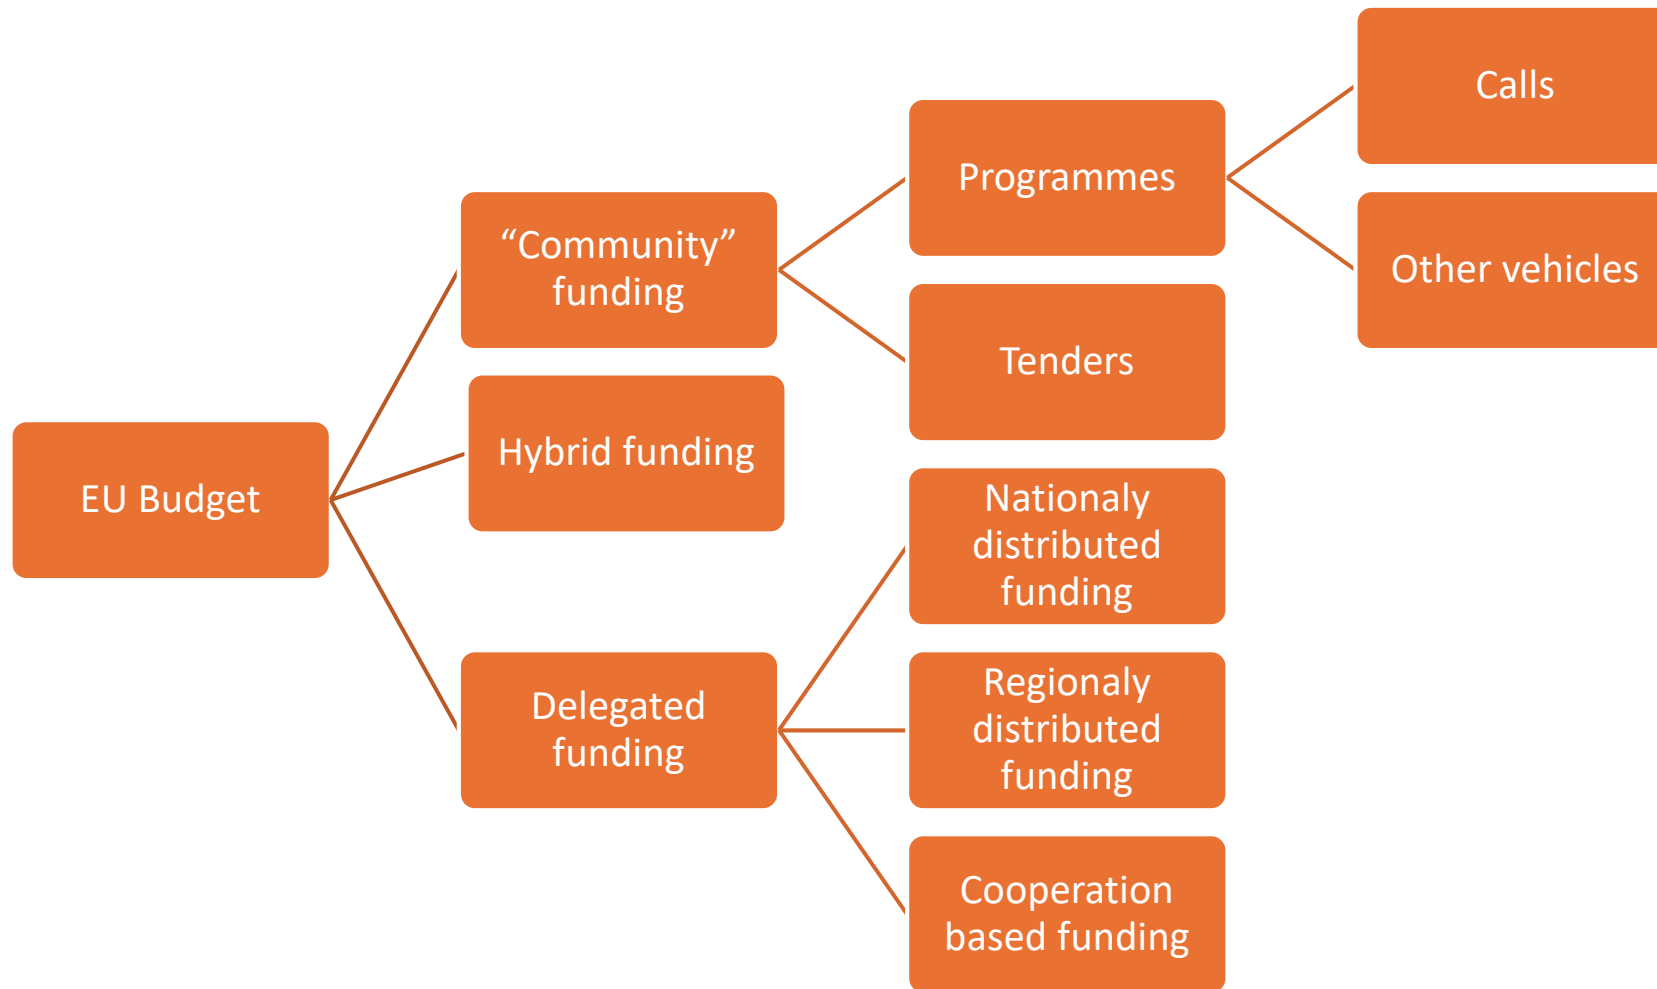 EU Budget
“Community”
funding
Programmes
Calls
Other vehicles
Tenders
Hybrid funding
Delegated
funding
Nationaly
distributed
funding
Regionaly
distributed
funding
Cooperation
based funding